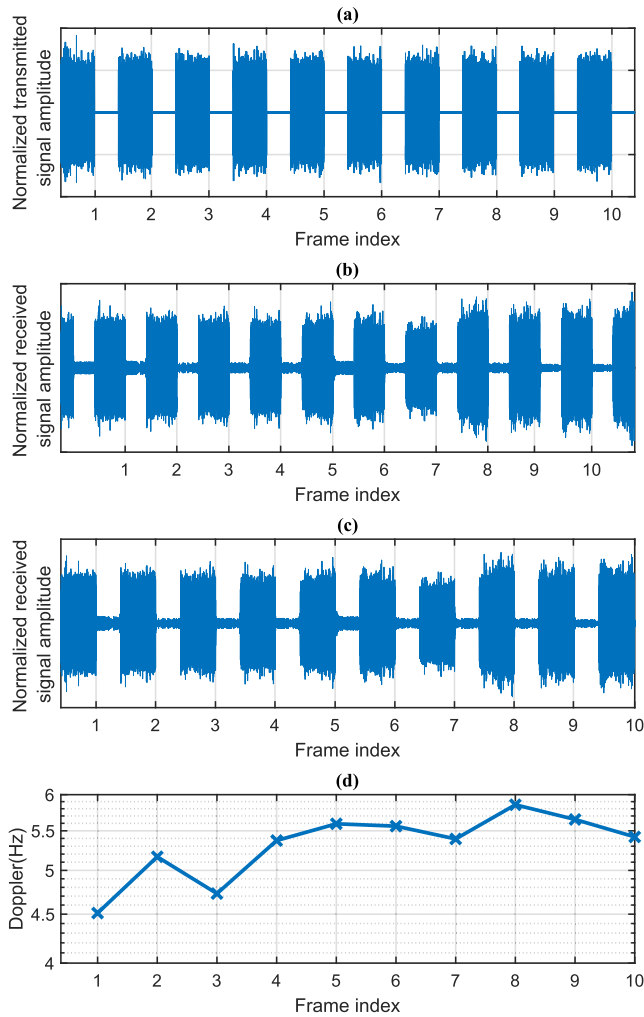 (a)
Normalized transmitted
signal amplitude
1 2 3 4 5 6 7 8 9 10
Frame index
(b)
Normalized received
signal amplitude
1 2 3 4 5 6 7 8 9 10
Frame index
(c)
Normalized received
signal amplitude
1 2 3 4 5 6 7 8 9 10
Frame index
(d)
Doppler(Hz)
6
5.5
5
4.5
4
1 2 3 4 5 6 7 8 9 10
Frame index